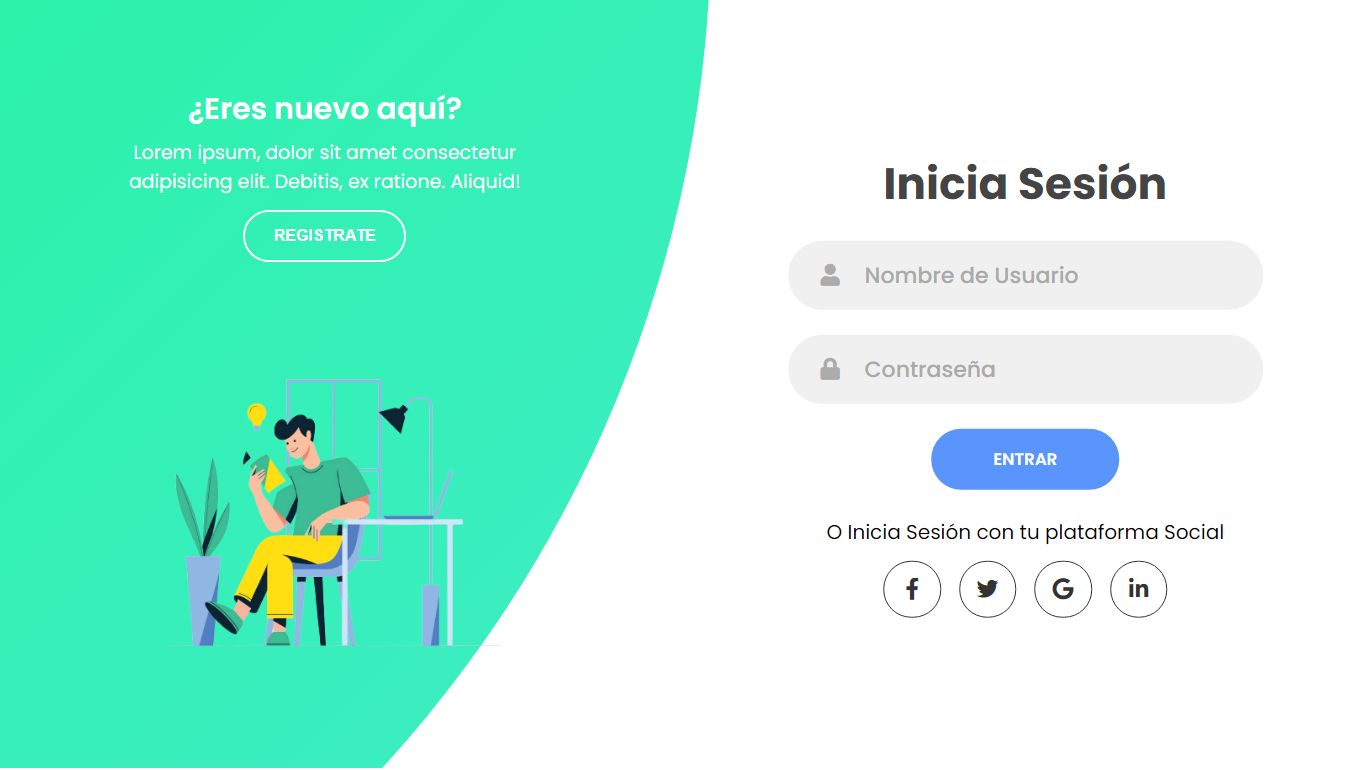 ¿Eres nuevo aquí?
Lorem ipsum, dolor sit amet consectetur
adipisicing elit. Debitis, ex ratione. Aliquid!
REGISTRATE
Inicia Sesión
Nombre de Usuario
Contraseña
ENTRAR
O Inicia Sesión con tu plataforma Social